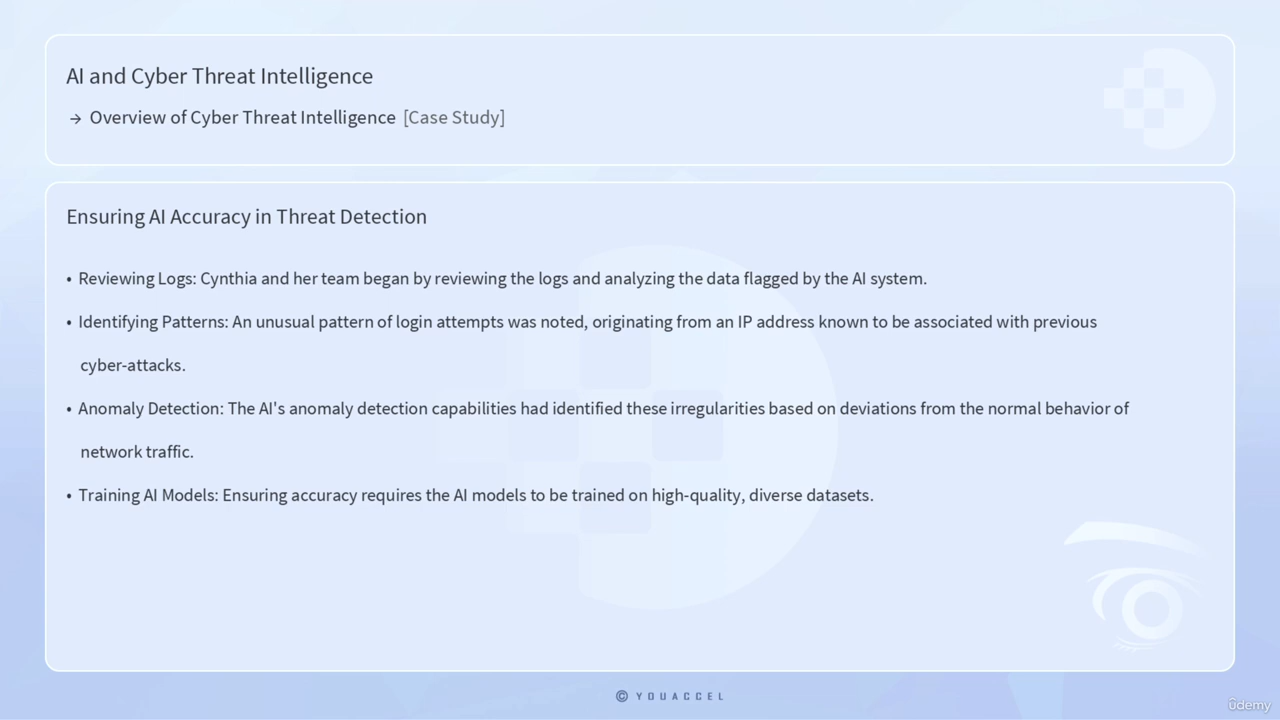 AI and Cyber Threat Intelligence
→ Overview of Cyber Threat Intelligence [Case Study]
Ensuring AI Accuracy in Threat Detection
• Reviewing Logs: Cynthia and her team began by reviewing the logs and analyzing the data flagged by the AI system.
• Identifying Patterns: An unusual pattern of login attempts was noted, originating from an IP address known to be associated with previous
cyber-attacks.
• Anomaly Detection: The AI's anomaly detection capabilities had identified these irregularities based on deviations from the normal behavior of
network traffic.
• Training AI Models: Ensuring accuracy requires the AI models to be trained on high-quality, diverse datasets.
© YOUACCEL
ûdemy